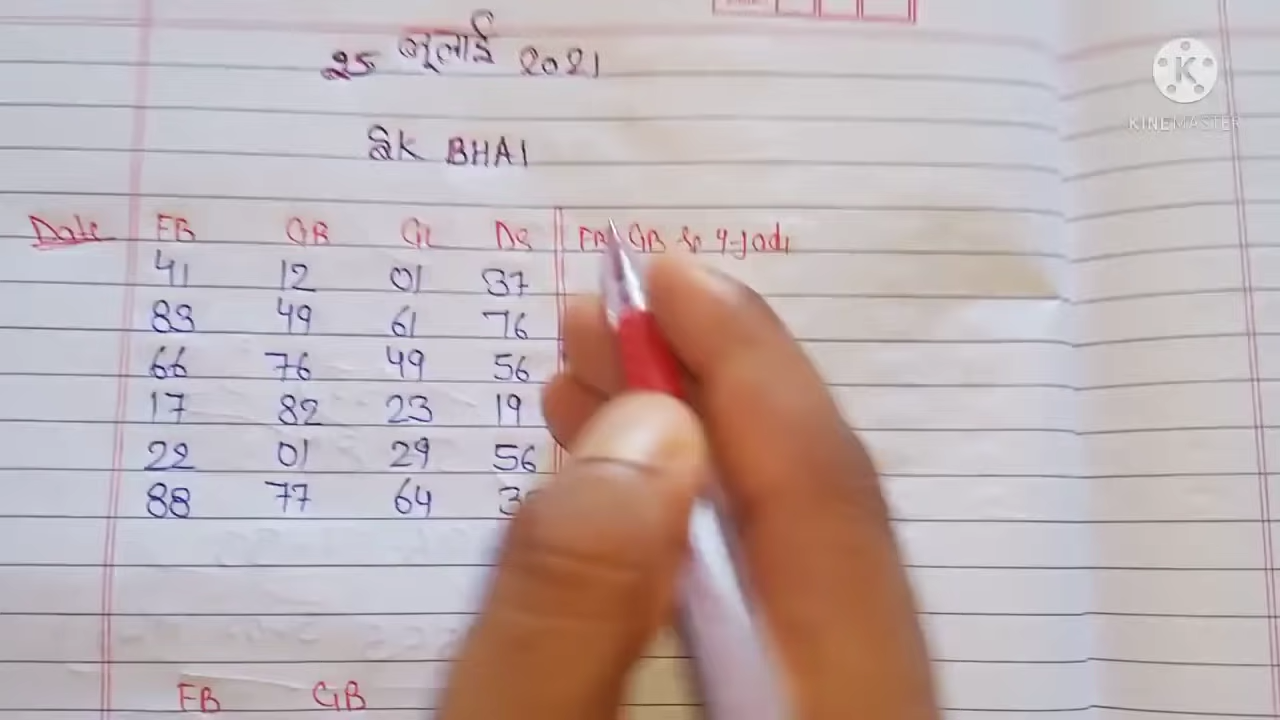 25 जुलाई 2021
SK BHAI
Date FB GB GL DS FB GB से 4-Jodi
41 12 01 37
83 49 61 76
66 76 49 56
17 82 23 19
22 01 29 56
88 77 64
FB GB
KINEMASTER